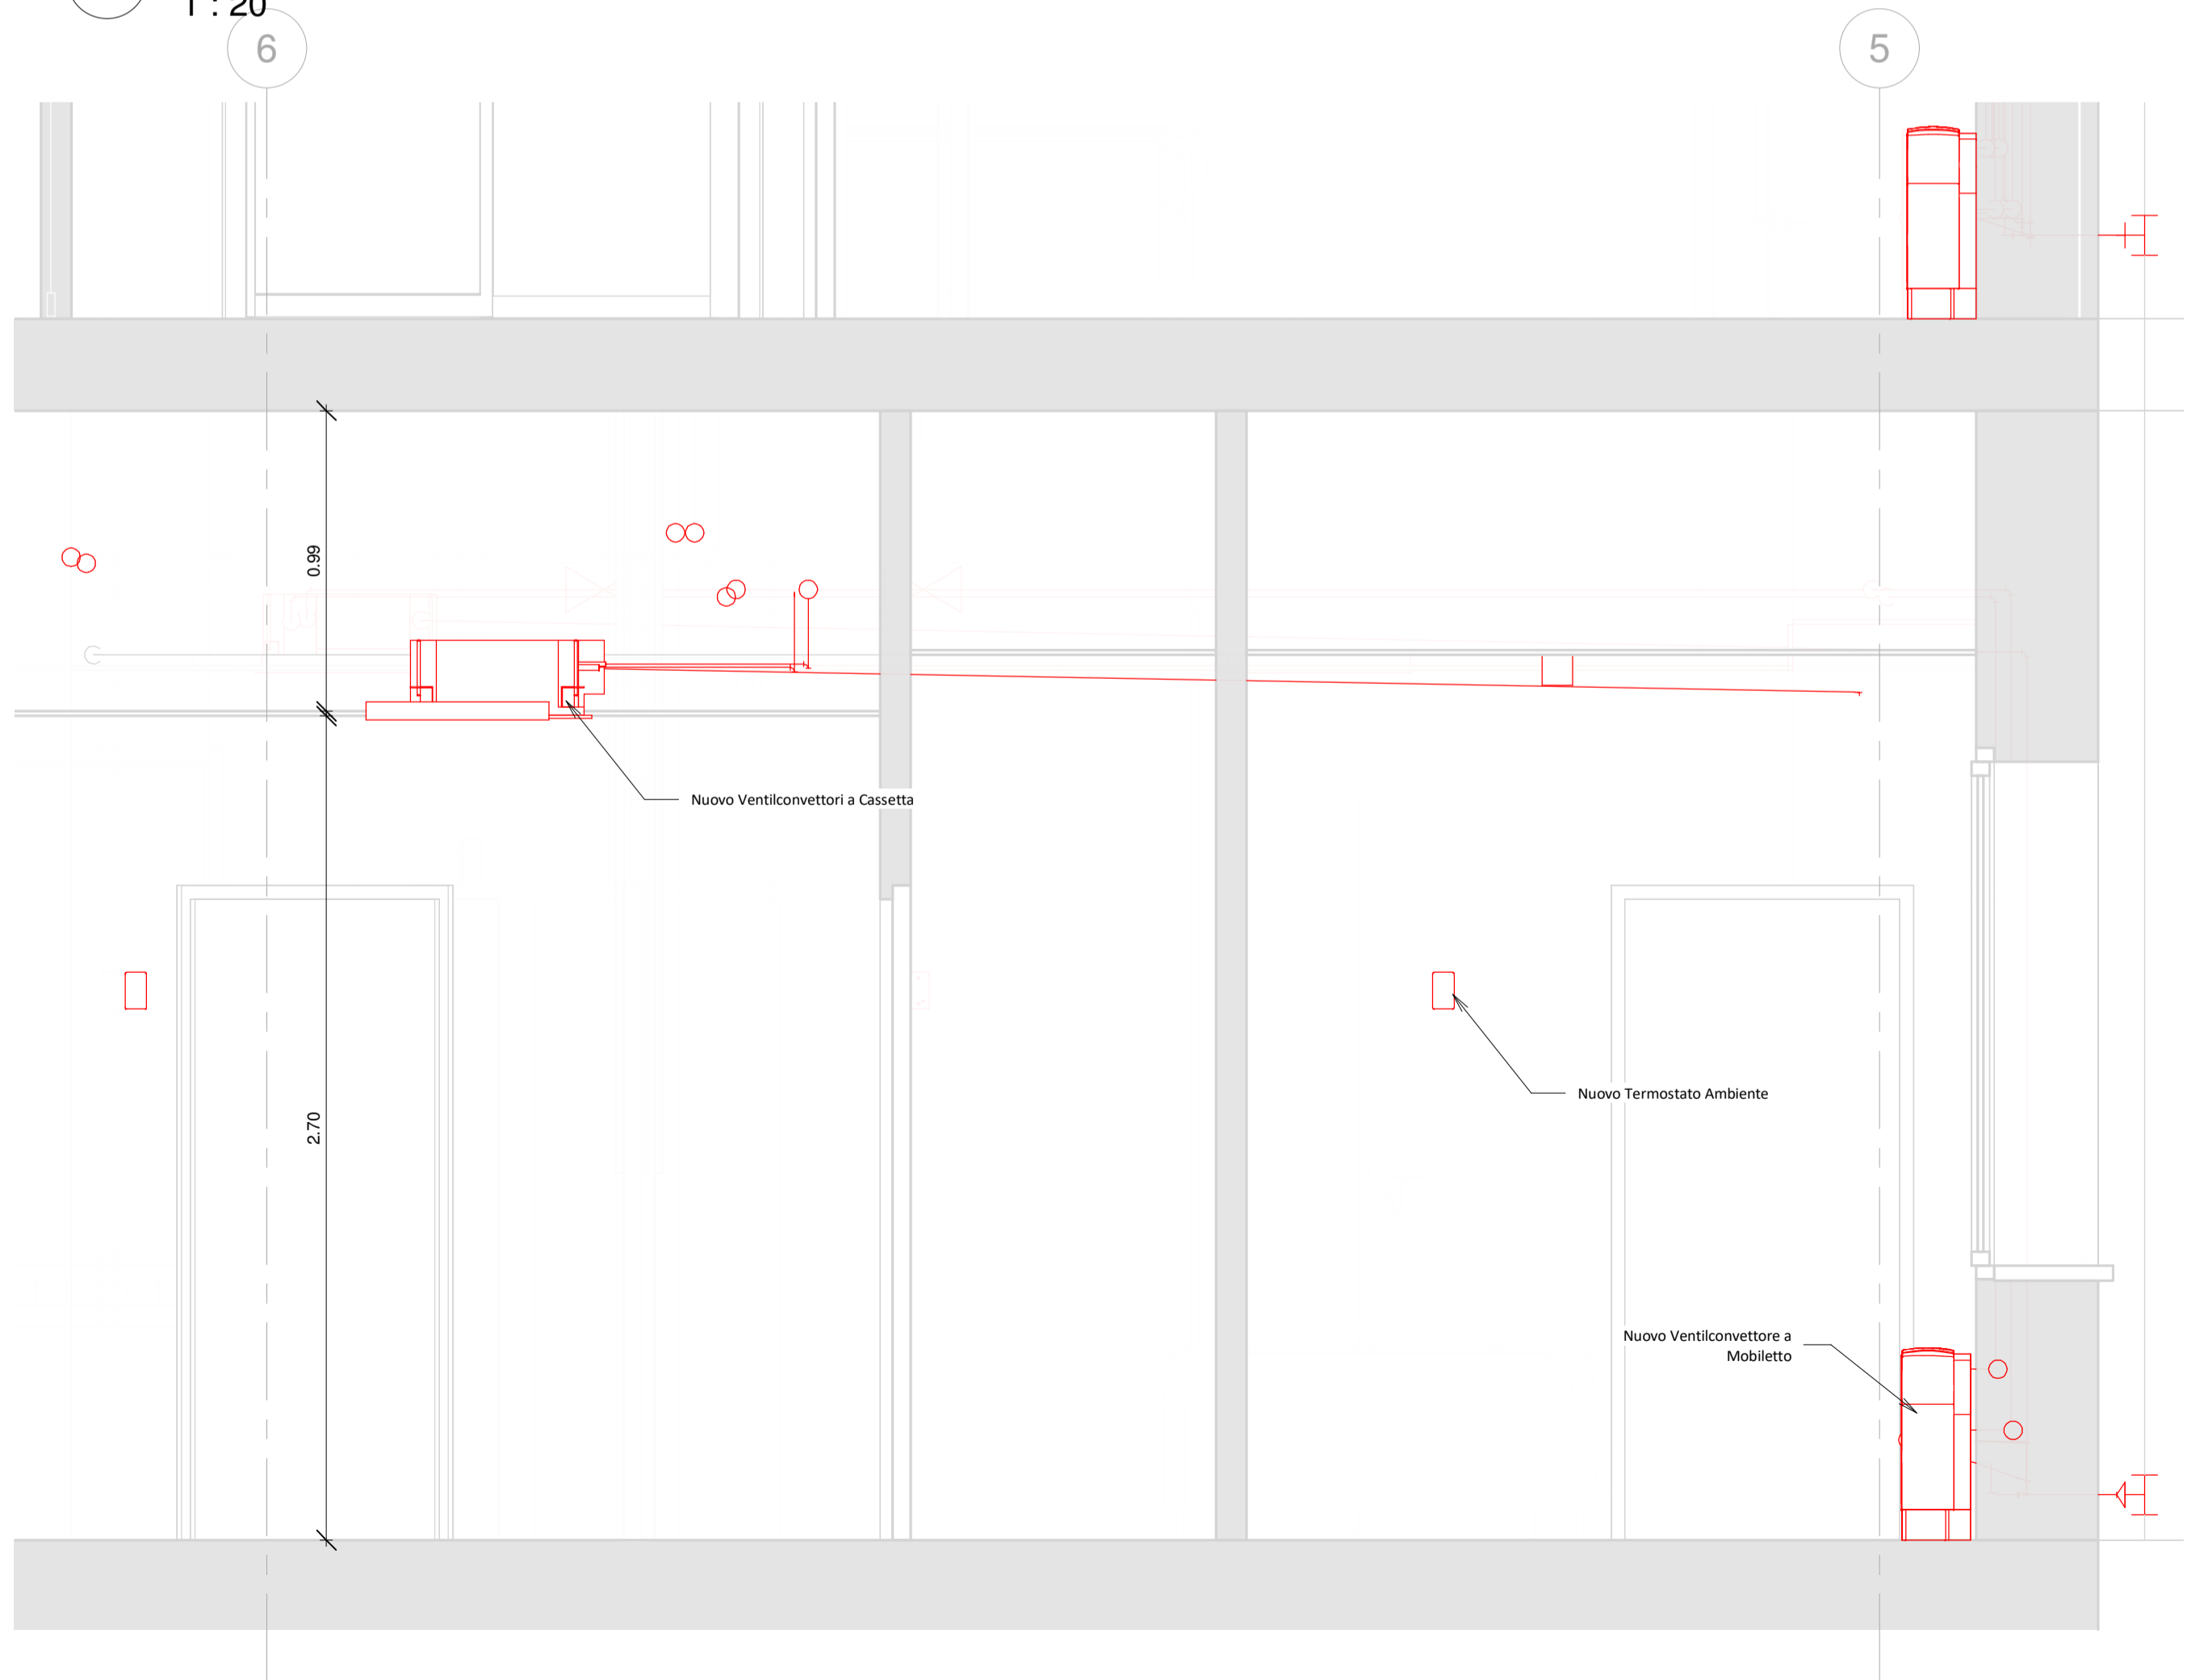 1 : 20
6
5
0.99
Nuovo Ventilconvettori a Cassetta
Nuovo Termostato Ambiente
2.70
Nuovo Ventilconvettore a
Mobiletto